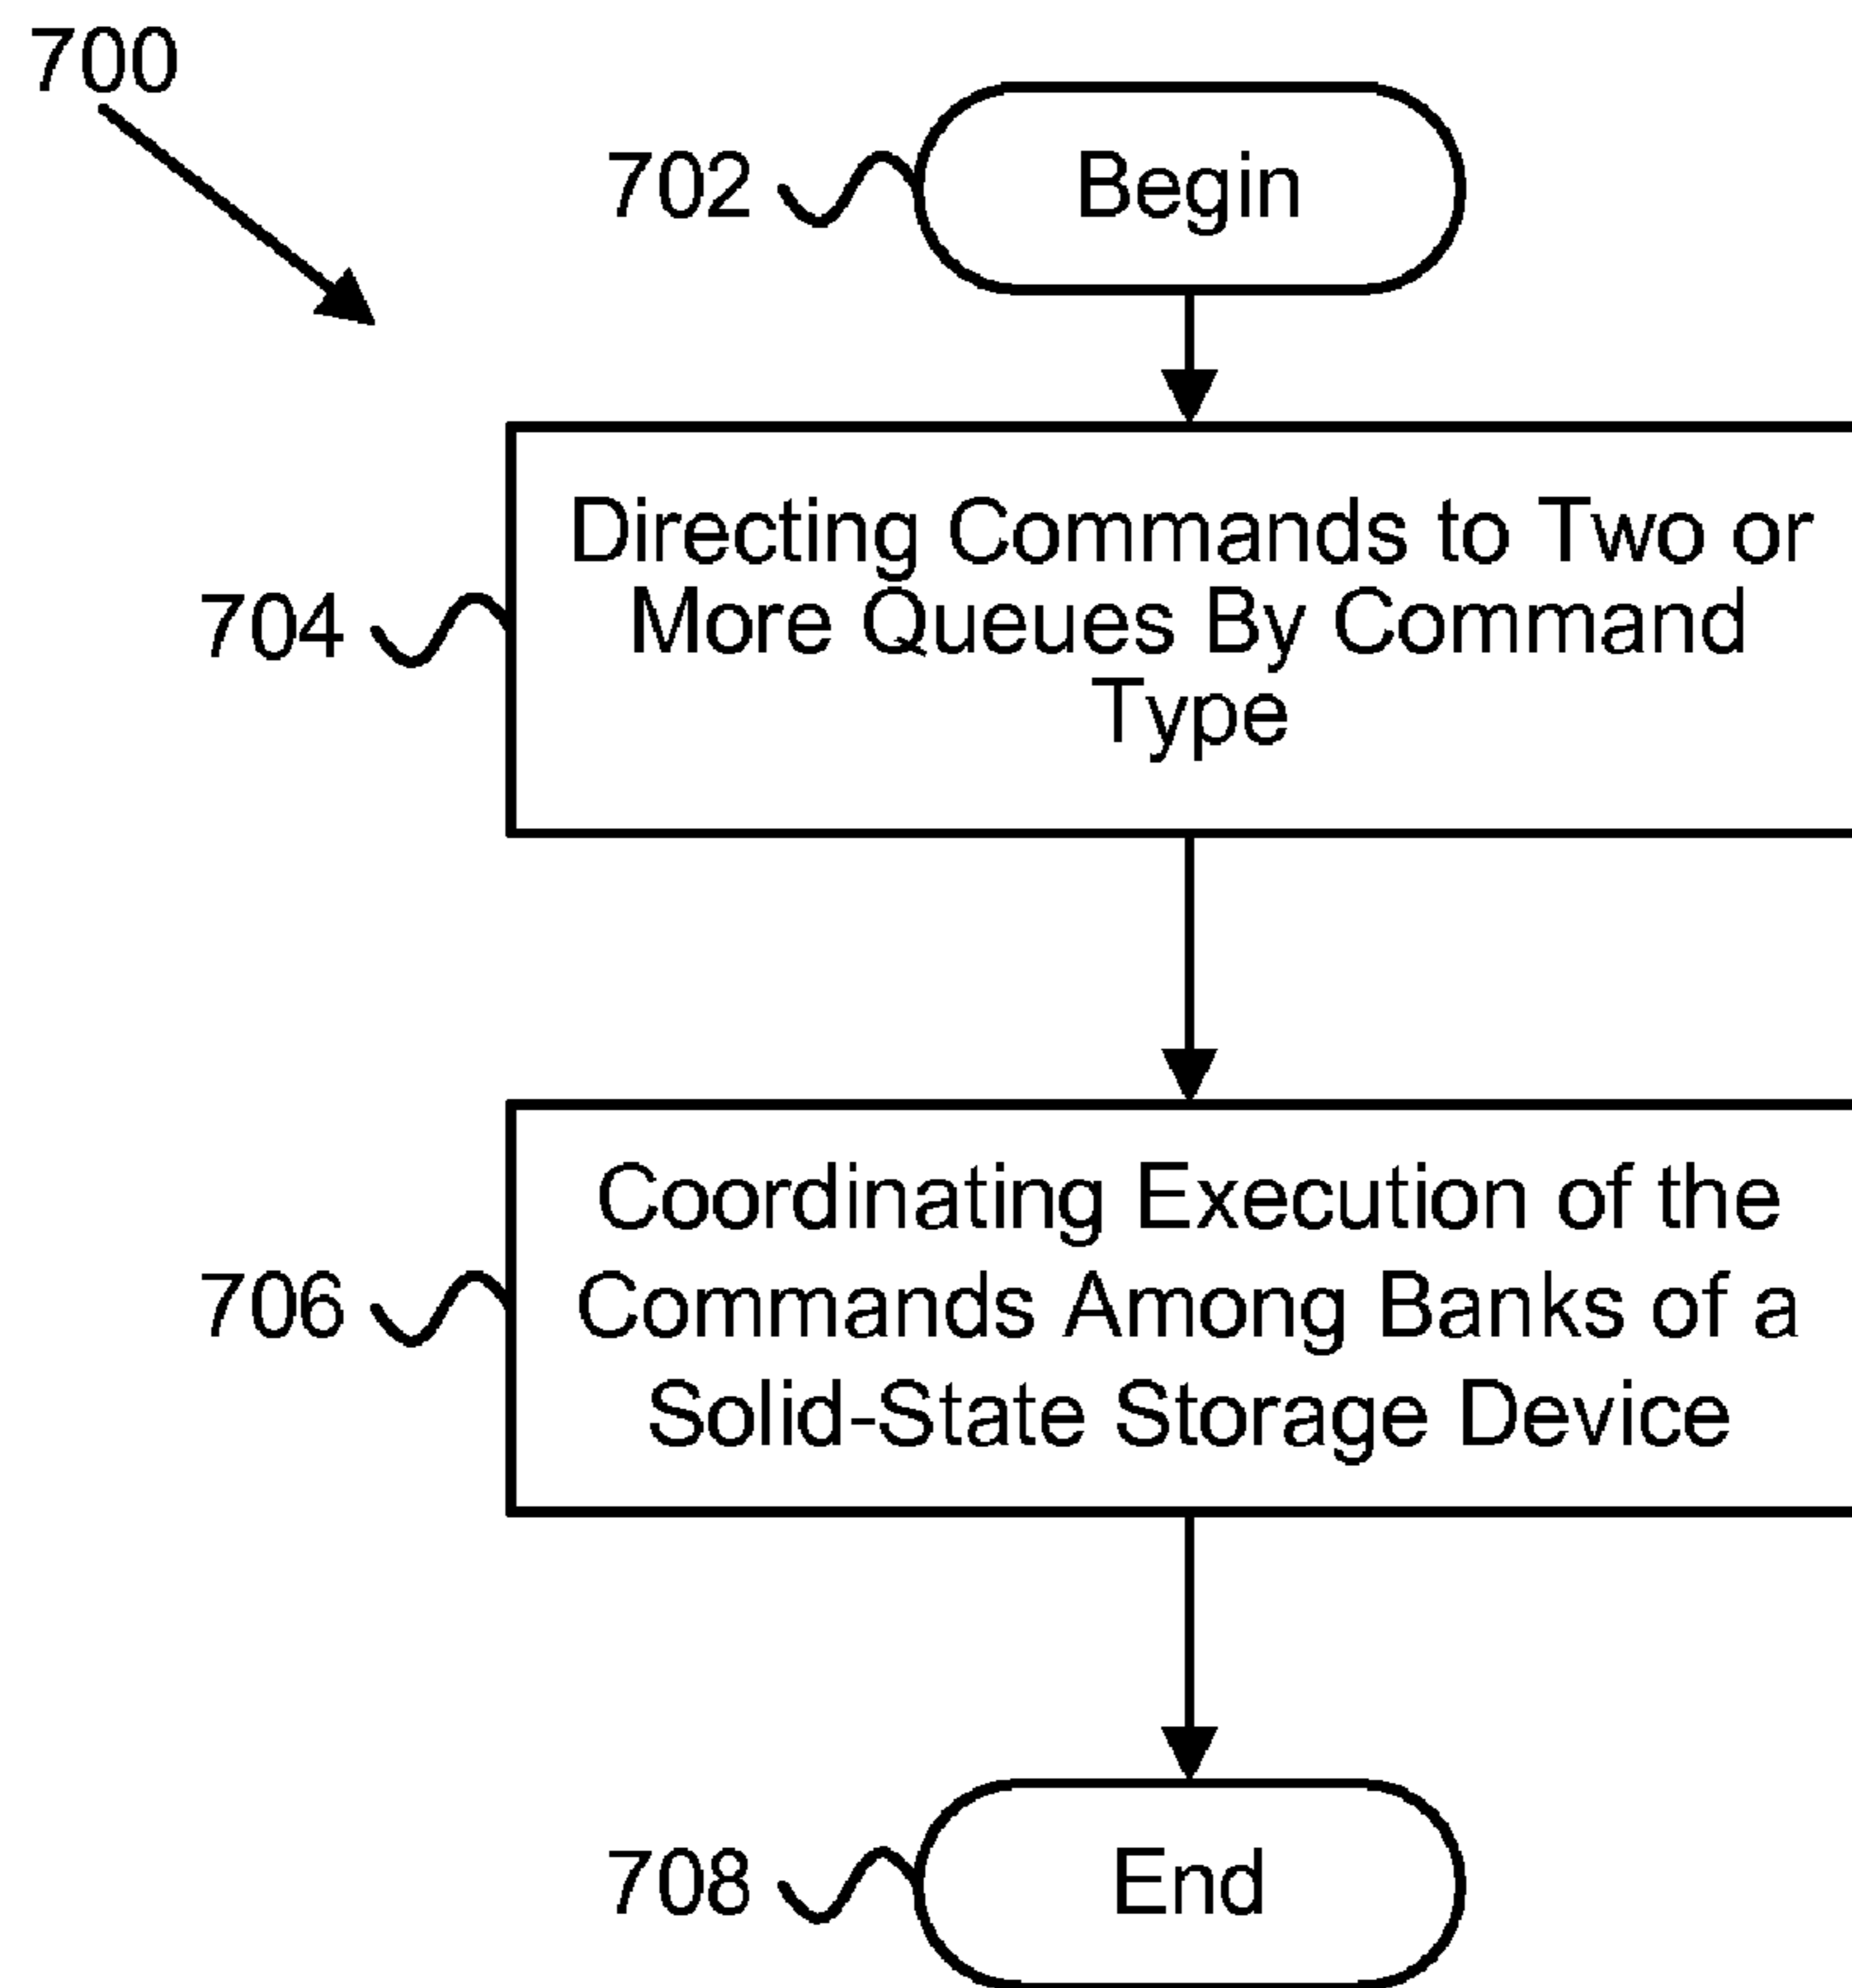 700
702
Begin
Directing Commands to Two or
More Queues By Command
Type
704
Coordinating Execution of the
Commands Among Banks of a
Solid-State Storage Device
706
708
End